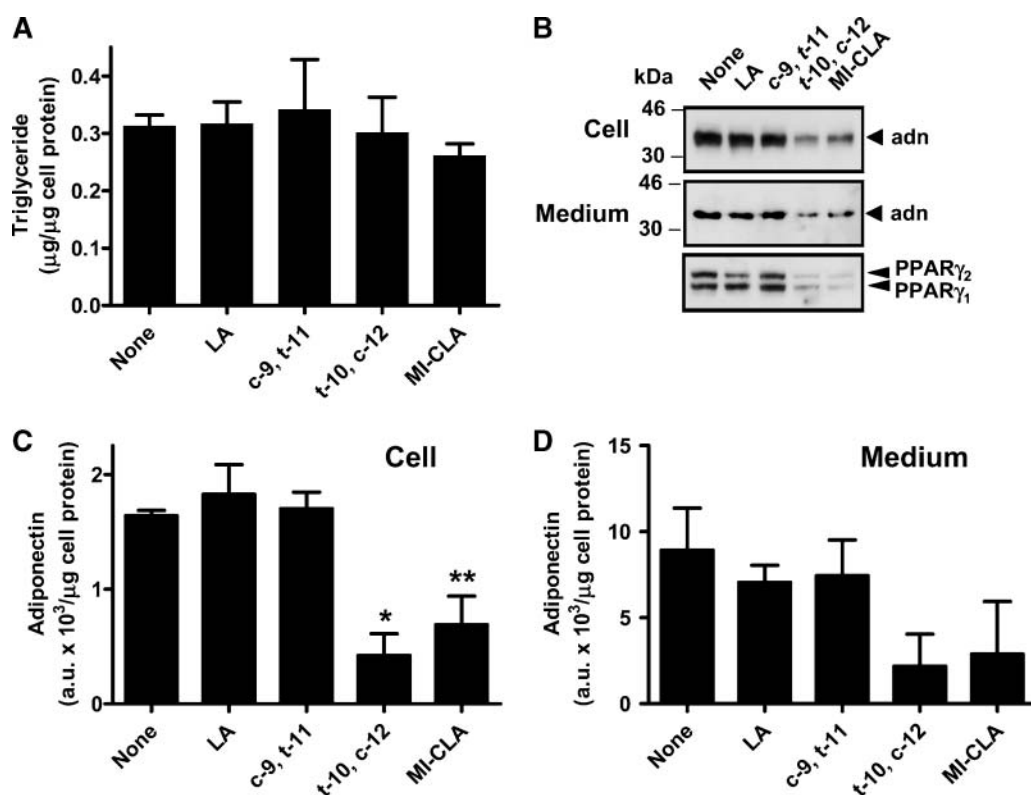 A
Triglyceride
(µg/µg cell protein)
0.4
0.3
0.2
0.1
0.0
None
LA
c-9, t-11
t-10, c-12
MI-CLA
B
kDa
None
LA
c-9, t-11
t-10, c-12
MI-CLA
Cell
46
30
adn
Medium
46
30
adn
PPARγ2
PPARγ1
C
Cell
Adiponectin
(a.u. x 10³/µg cell protein)
2
1
0
*
**
None
LA
c-9, t-11
t-10, c-12
MI-CLA
D
Medium
Adiponectin
(a.u. x 10³/µg cell protein)
15
10
5
0
None
LA
c-9, t-11
t-10, c-12
MI-CLA